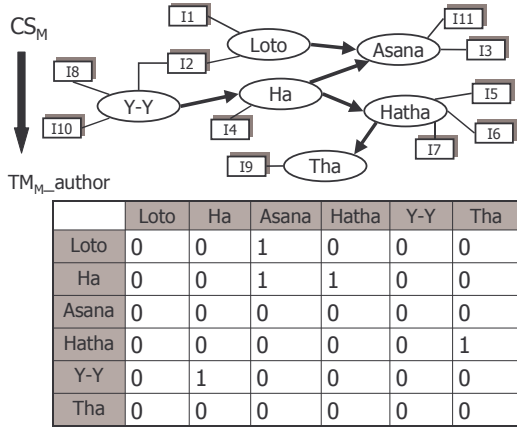 I1
I11
CS_M
Loto
Asana
I3
I8
I2
Y-Y
Ha
Hatha
I5
I10
I4
I6
I7
I9
Tha
TM_M_author
Loto Ha Asana Hatha Y-Y Tha
Loto 0 0 1 0 0 0
Ha 0 0 1 1 0 0
Asana 0 0 0 0 0 0
Hatha 0 0 0 0 0 1
Y-Y 0 1 0 0 0 0
Tha 0 0 0 0 0 0